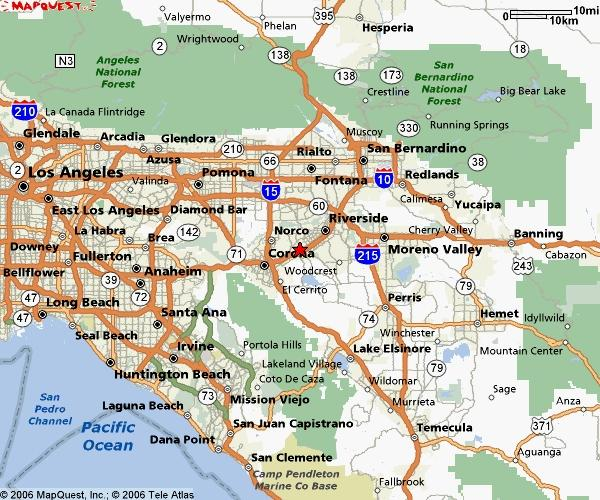 MAPQUEST
Valyermo
Phelan
395
Hesperia
0 10mi
10km
Wrightwood
2
138
18
N3
Angeles
National
Forest
138
173
San
Bernardino
National
Forest
Crestline
Big Bear Lake
210
La Canada Flintridge
Running Springs
330
Muscoy
Glendale
Arcadia
Glendora
210
Azusa
66
Rialto
San Bernardino
38
2
Los Angeles
Valinda
Pomona
15
Fontana
10
Redlands
Calimesa
Yucaipa
East Los Angeles
Diamond Bar
60
Riverside
La Habra
142
Norco
Cherry Valley
Banning
Downey
Brea
Moreno Valley
Cabazon
Fullerton
71
Corona
215
243
Bellflower
Anaheim
Woodcrest
39
El Cerrito
47
72
Long Beach
Perris
Santa Ana
74
Hemet
Idyllwild
47
Seal Beach
Winchester
Irvine
Portola Hills
Lake Elsinore
79
Mountain Center
Lakeland Village
Huntington Beach
Coto De Caza
79
Wildomar
Sage
73
Mission Viejo
San
Pedro
Channel
Laguna Beach
Murrieta
Anza
San Juan Capistrano
371
Pacific
Ocean
Dana Point
Temecula
Aguanga
San Clemente
Camp Pendleton
Marine Co Base
Fallbrook
© 2006 MapQuest, Inc.; © 2006 Tele Atlas